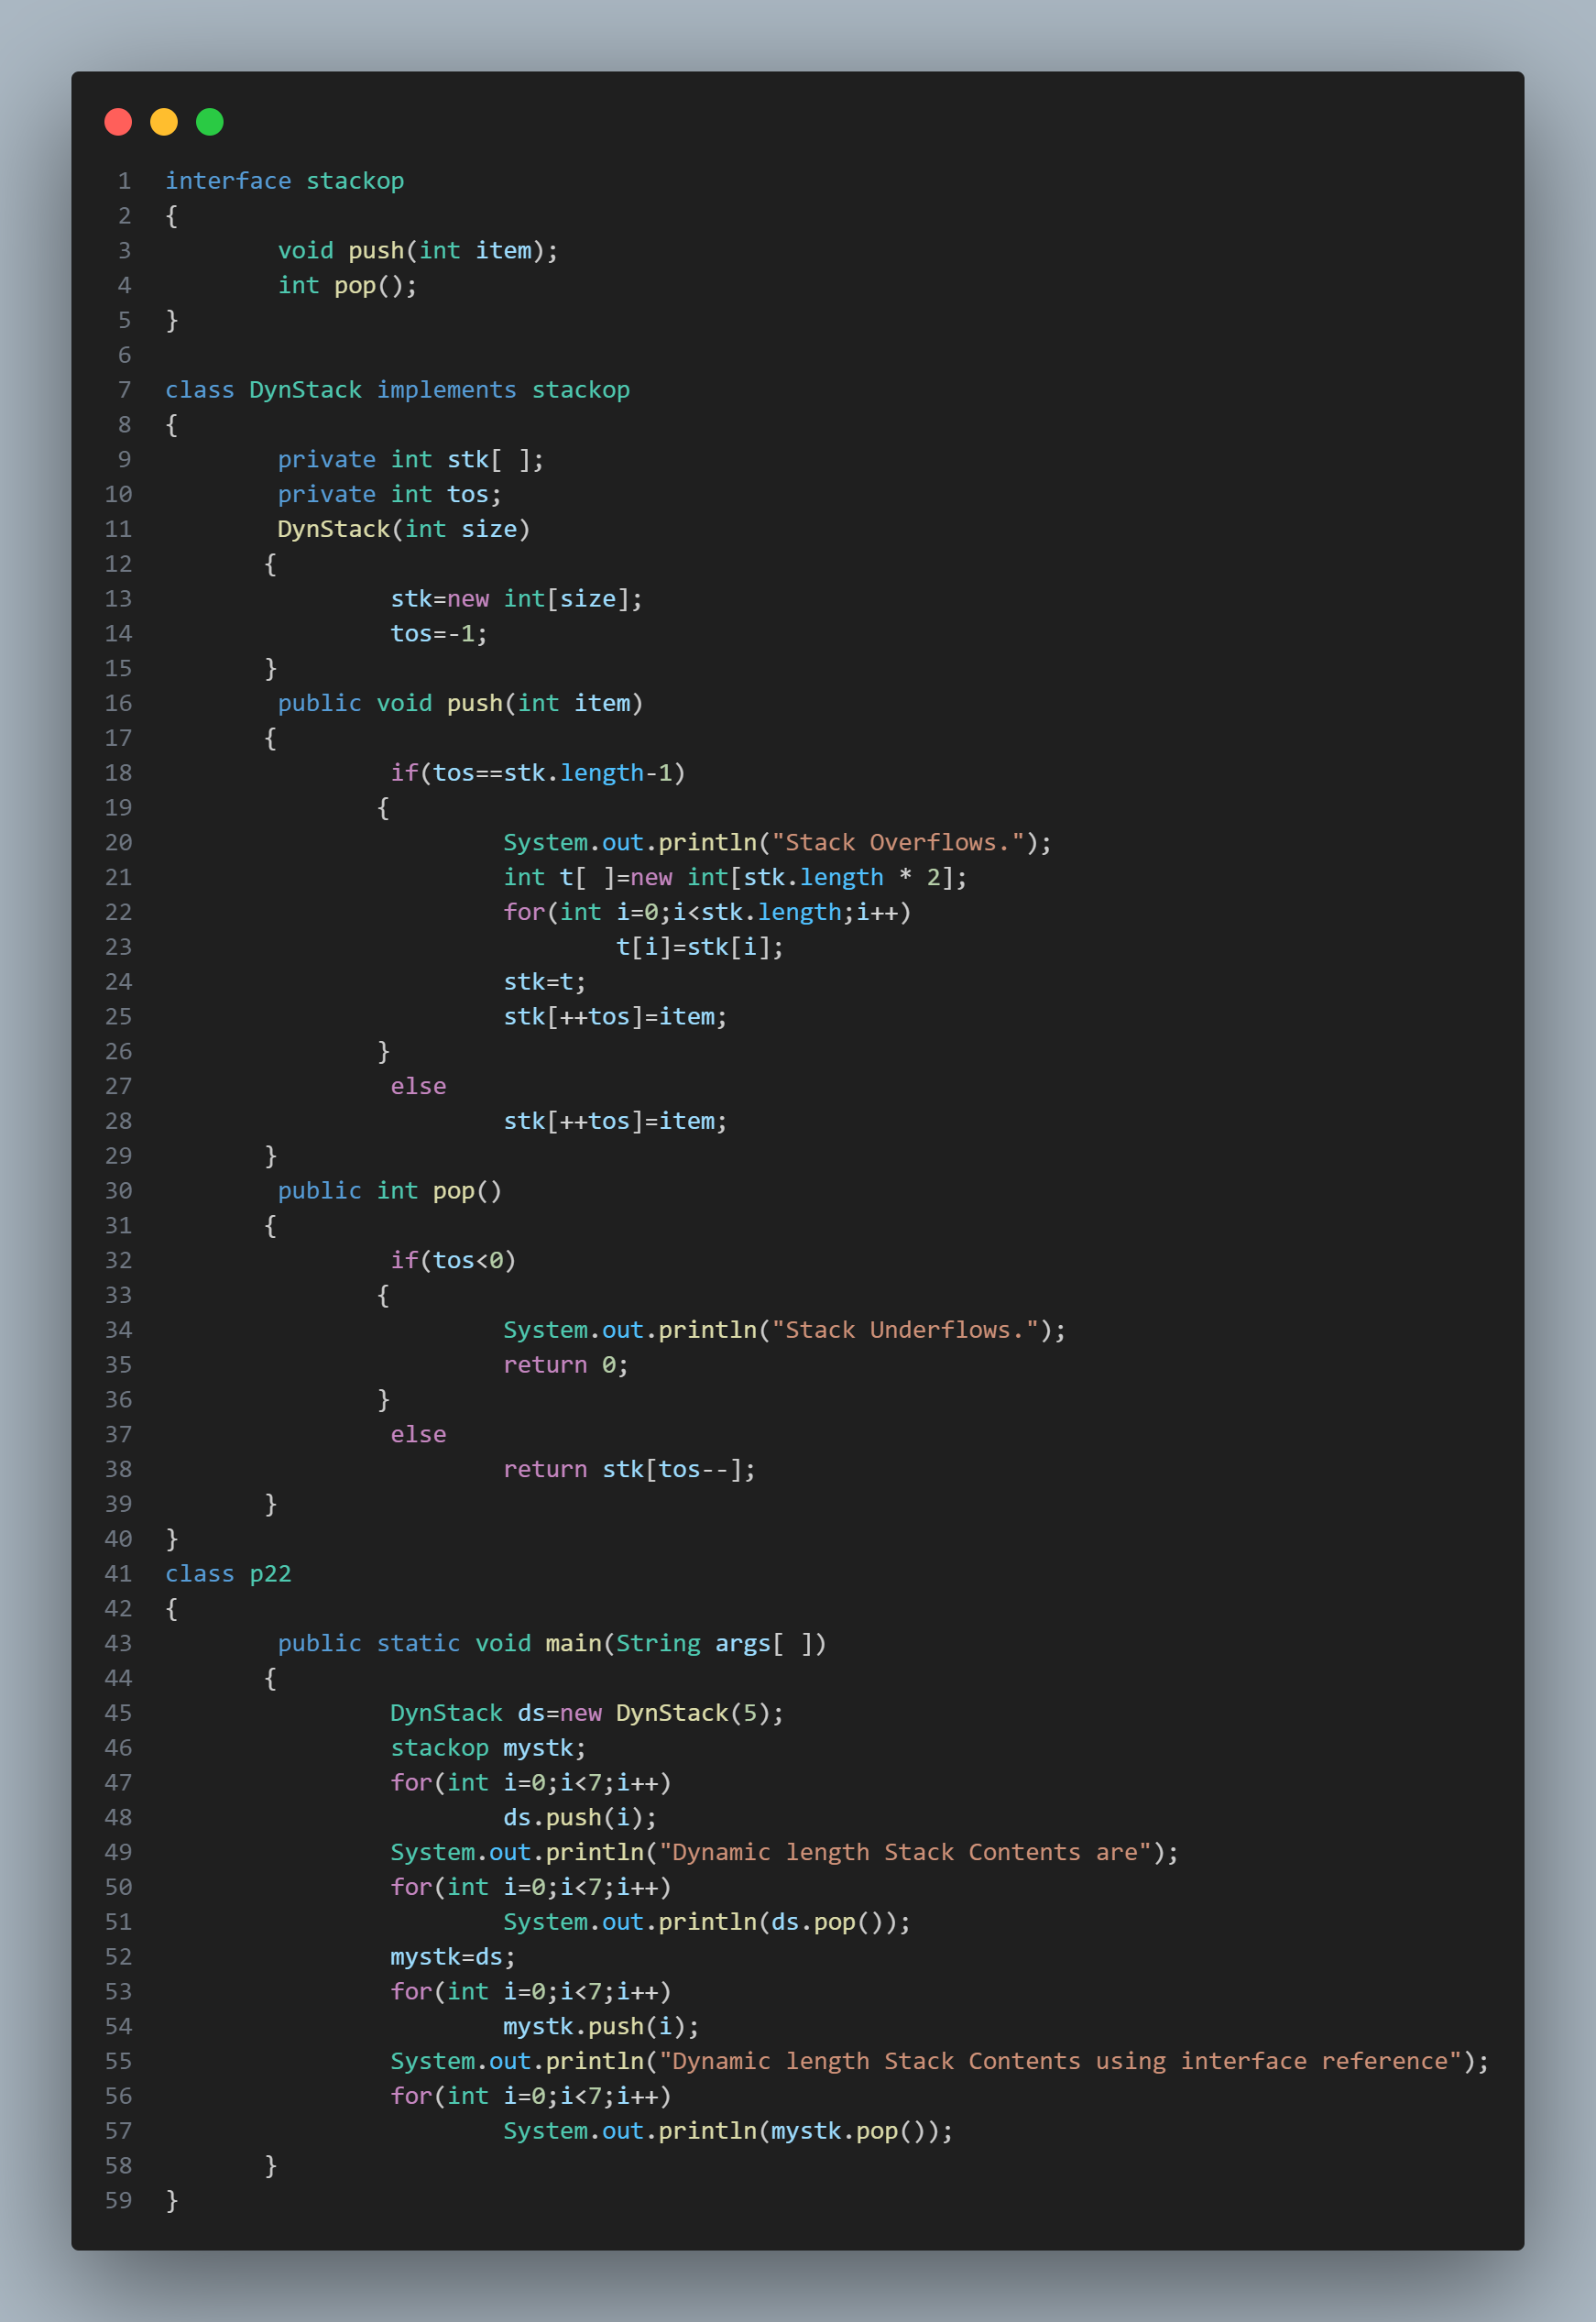 1 interface stackop
2 {
3         void push(int item);
4         int pop();
5 }
6
7 class DynStack implements stackop
8 {
9         private int stk[ ];
10         private int tos;
11         DynStack(int size)
12        {
13                 stk=new int[size];
14                 tos=-1;
15        }
16         public void push(int item)
17        {
18                 if(tos==stk.length-1)
19                {
20                         System.out.println("Stack Overflows.");
21                         int t[ ]=new int[stk.length * 2];
22                         for(int i=0;i<stk.length;i++)
23                                 t[i]=stk[i];
24                         stk=t;
25                         stk[++tos]=item;
26                }
27                 else
28                         stk[++tos]=item;
29        }
30         public int pop()
31        {
32                 if(tos<0)
33                {
34                         System.out.println("Stack Underflows.");
35                         return 0;
36                }
37                 else
38                         return stk[tos--];
39        }
40 }
41 class p22
42 {
43         public static void main(String args[ ])
44        {
45                 DynStack ds=new DynStack(5);
46                 stackop mystk;
47                 for(int i=0;i<7;i++)
48                         ds.push(i);
49                 System.out.println("Dynamic length Stack Contents are");
50                 for(int i=0;i<7;i++)
51                         System.out.println(ds.pop());
52                 mystk=ds;
53                 for(int i=0;i<7;i++)
54                         mystk.push(i);
55                 System.out.println("Dynamic length Stack Contents using interface reference");
56                 for(int i=0;i<7;i++)
57                         System.out.println(mystk.pop());
58        }
59 }